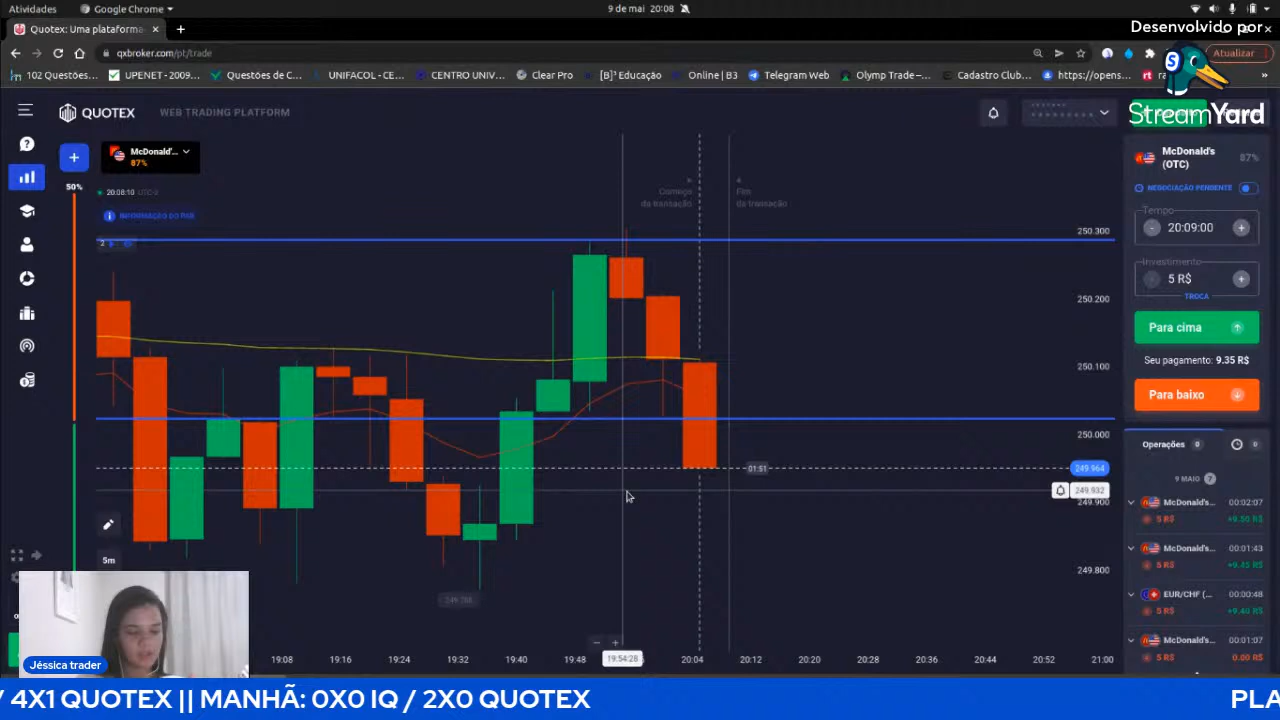 Atividades
Google Chrome
9 de mai 20:08
Desenvolvido por
Quotex: Uma plataforma
qxbroker.com/pt/trade
Atualizar
102 Questões...
UPENET - 2009...
Questões de C...
UNIFACOL - CE...
CENTRO UNIV...
Clear Pro
[B]³ Educação
Online | B3
Telegram Web
Olymp Trade –...
Cadastro Club...
https://opens...
StreamYard
QUOTEX
WEB TRADING PLATFORM
McDonald'...
87%
50%
20:08:10 UTC-3
INFORMAÇÃO DO PAR
2
Começo
da transação
Fim
da transação
250.300
250.200
250.100
250.000
249.964
249.932
249.900
249.800
01:51
5m
19:08
19:16
19:24
19:32
19:40
19:48
19:54:28
20:04
20:12
20:20
20:28
20:36
20:44
20:52
21:00
McDonald's
(OTC)
87%
NEGOCIAÇÃO PENDENTE
Tempo
20:09:00
Investimento
5 R$
TROCA
Para cima
Seu pagamento: 9.35 R$
Para baixo
Operações 0
0
9 MAIO
McDonald's... 00:02:07
5 R$ +9.50 R$
McDonald's... 00:01:43
5 R$ +9.45 R$
EUR/CHF (... 00:00:48
5 R$ +9.40 R$
McDonald's... 00:01:07
5 R$ 0.00 R$
Jéssica trader
/ 4X1 QUOTEX || MANHÃ: 0X0 IQ / 2X0 QUOTEX
PLA